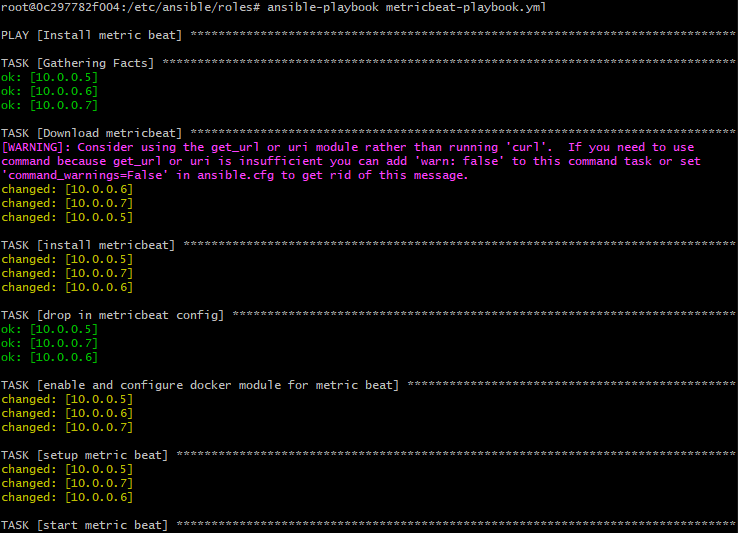 root@0c297782f004:/etc/ansible/roles# ansible-playbook metricbeat-playbook.yml
PLAY [Install metric beat] ******************************************************************************
TASK [Gathering Facts] **********************************************************************************
ok: [10.0.0.5]
ok: [10.0.0.6]
ok: [10.0.0.7]
TASK [Download metricbeat] ******************************************************************************
[WARNING]: Consider using the get_url or uri module rather than running 'curl'.  If you need to use
command because get_url or uri is insufficient you can add 'warn: false' to this command task or set
'command_warnings=False' in ansible.cfg to get rid of this message.
changed: [10.0.0.6]
changed: [10.0.0.7]
changed: [10.0.0.5]
TASK [install metricbeat] *******************************************************************************
changed: [10.0.0.5]
changed: [10.0.0.7]
changed: [10.0.0.6]
TASK [drop in metricbeat config] ************************************************************************
ok: [10.0.0.5]
ok: [10.0.0.7]
ok: [10.0.0.6]
TASK [enable and configure docker module for metric beat] ***********************************************
changed: [10.0.0.5]
changed: [10.0.0.6]
changed: [10.0.0.7]
TASK [setup metric beat] ********************************************************************************
changed: [10.0.0.5]
changed: [10.0.0.7]
changed: [10.0.0.6]
TASK [start metric beat] ********************************************************************************